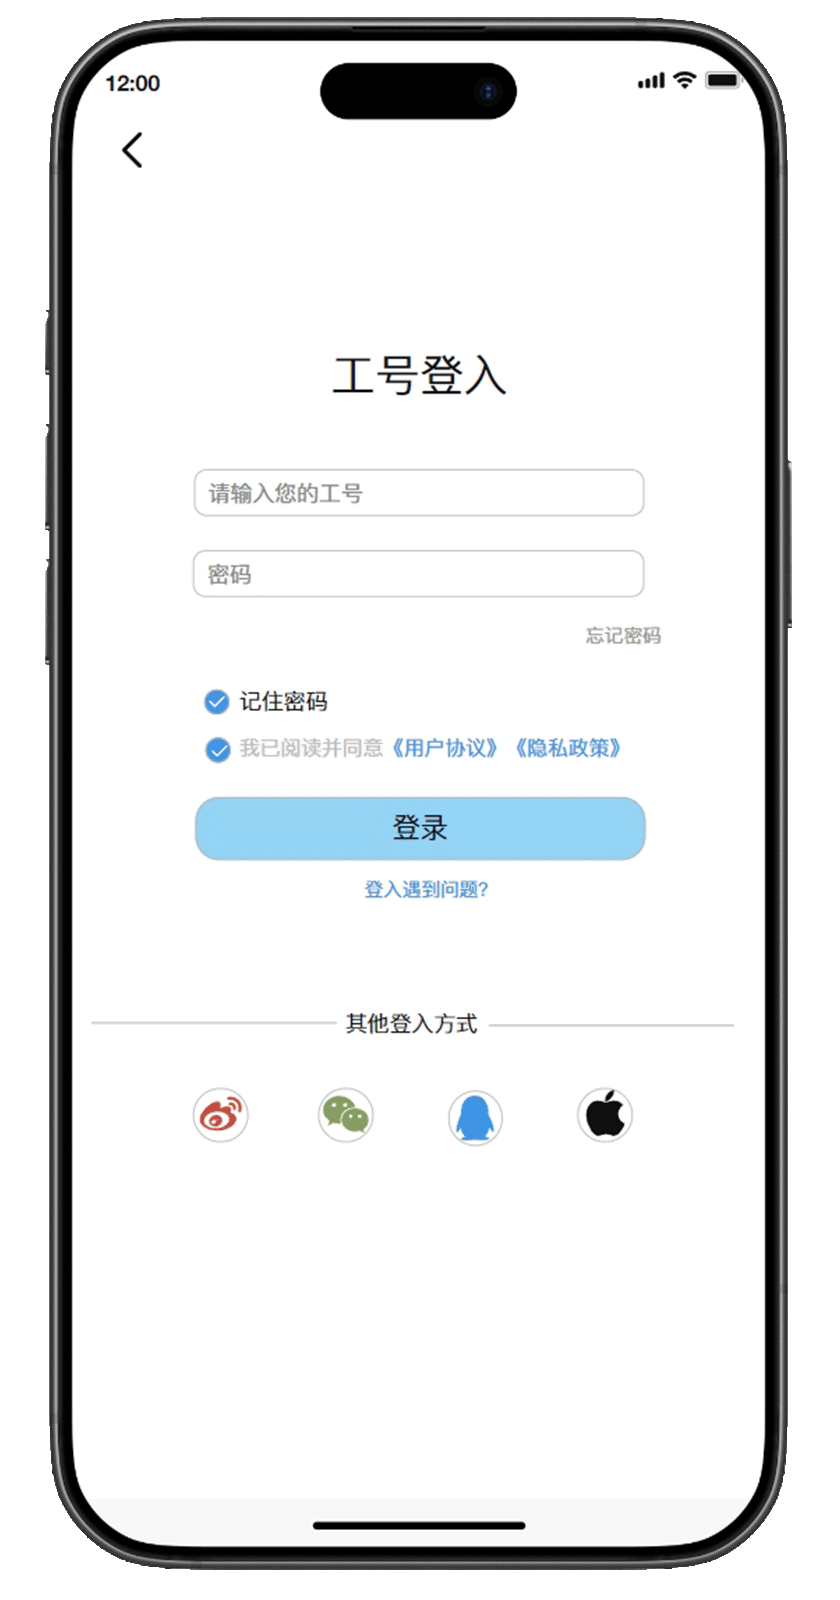 12:00
工号登入
请输入您的工号
密码
忘记密码
记住密码
我已阅读并同意《用户协议》《隐私政策》
登录
登入遇到问题?
其他登入方式